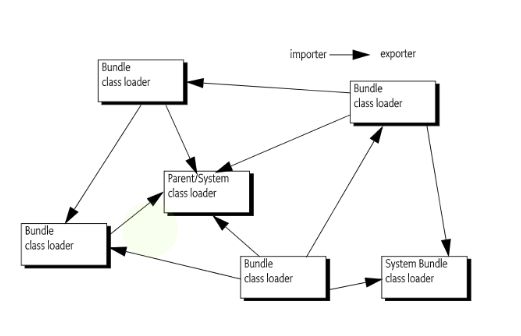 importer exporter
Bundle
class loader
Bundle
class loader
Parent/System
class loader
Bundle
class loader
Bundle
class loader
System Bundle
class loader